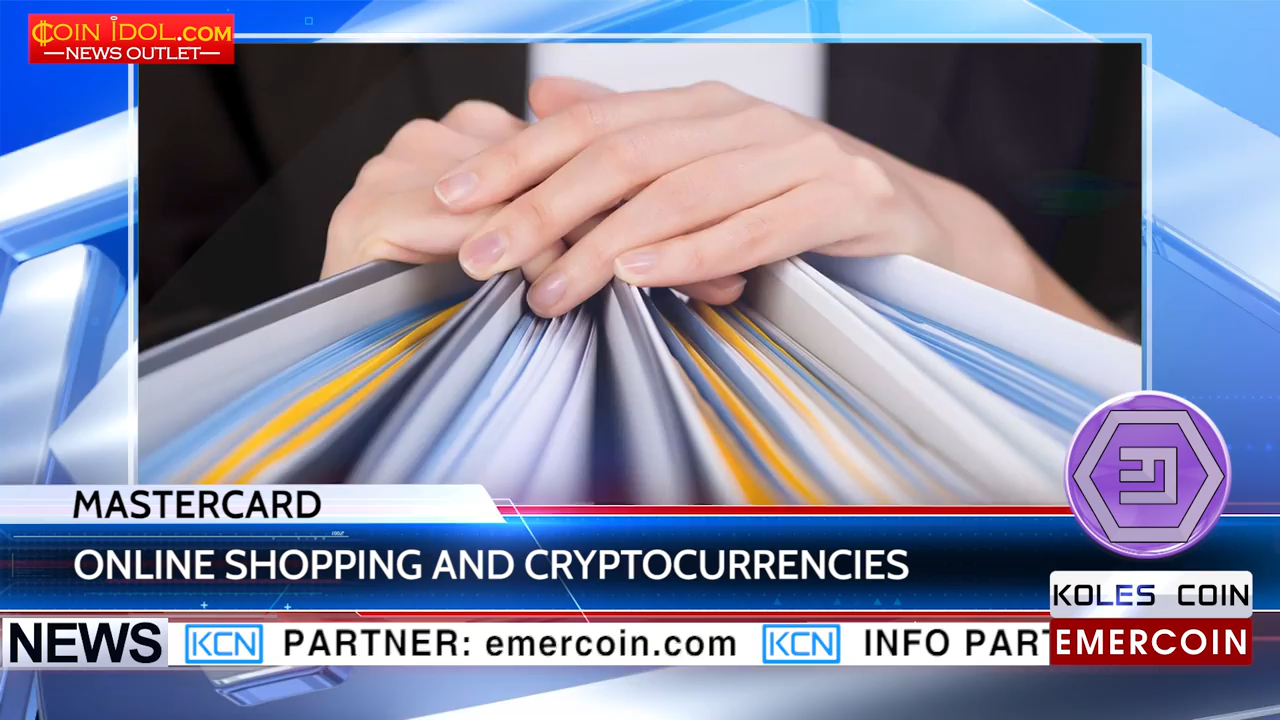 COIN IDOL.COM
NEWS OUTLET
MASTERCARD
ONLINE SHOPPING AND CRYPTOCURRENCIES
KOLES COIN
NEWS KCN PARTNER: emercoin.com KCN INFO PART
EMERCOIN